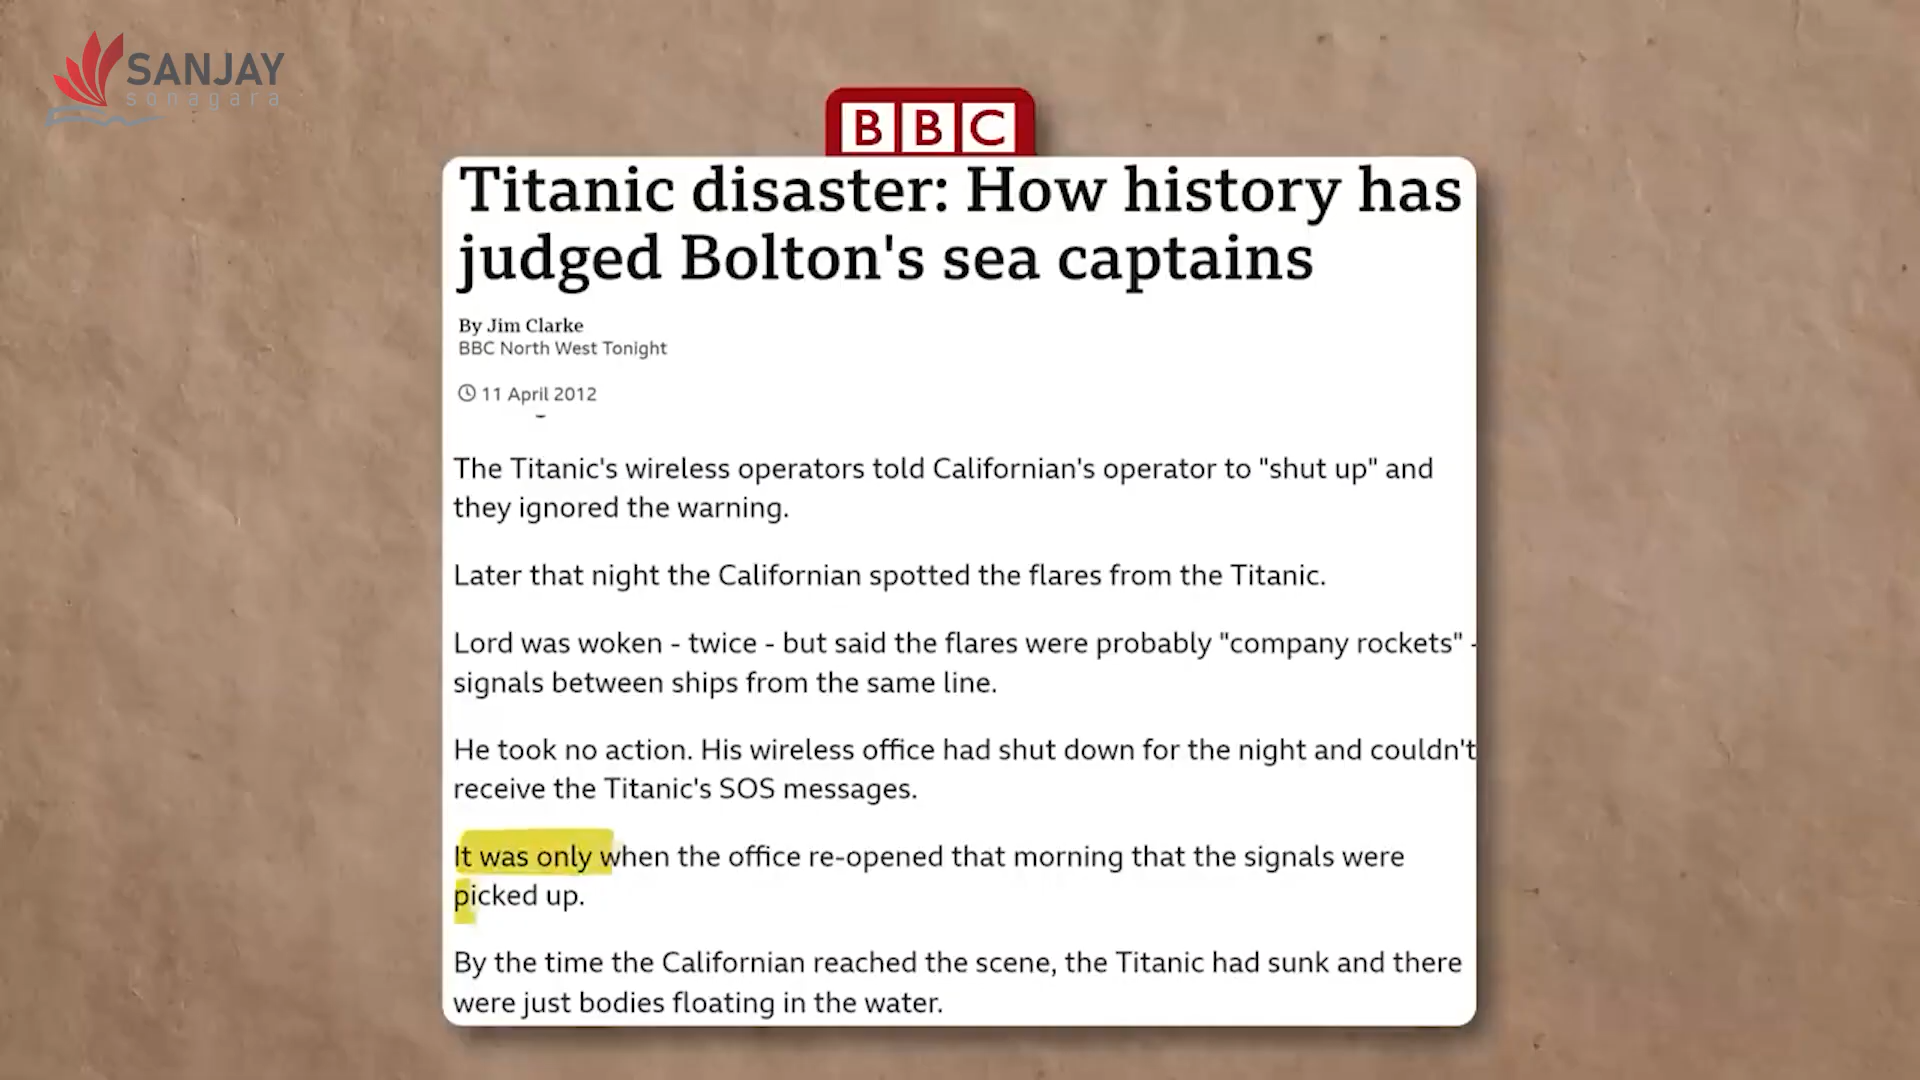 SANJAY
sonagara
BBC
Titanic disaster: How history has
judged Bolton's sea captains
By Jim Clarke
BBC North West Tonight
11 April 2012
The Titanic's wireless operators told Californian's operator to "shut up" and
they ignored the warning.
Later that night the Californian spotted the flares from the Titanic.
Lord was woken - twice - but said the flares were probably "company rockets" -
signals between ships from the same line.
He took no action. His wireless office had shut down for the night and couldn't
receive the Titanic's SOS messages.
It was only when the office re-opened that morning that the signals were
picked up.
By the time the Californian reached the scene, the Titanic had sunk and there
were just bodies floating in the water.